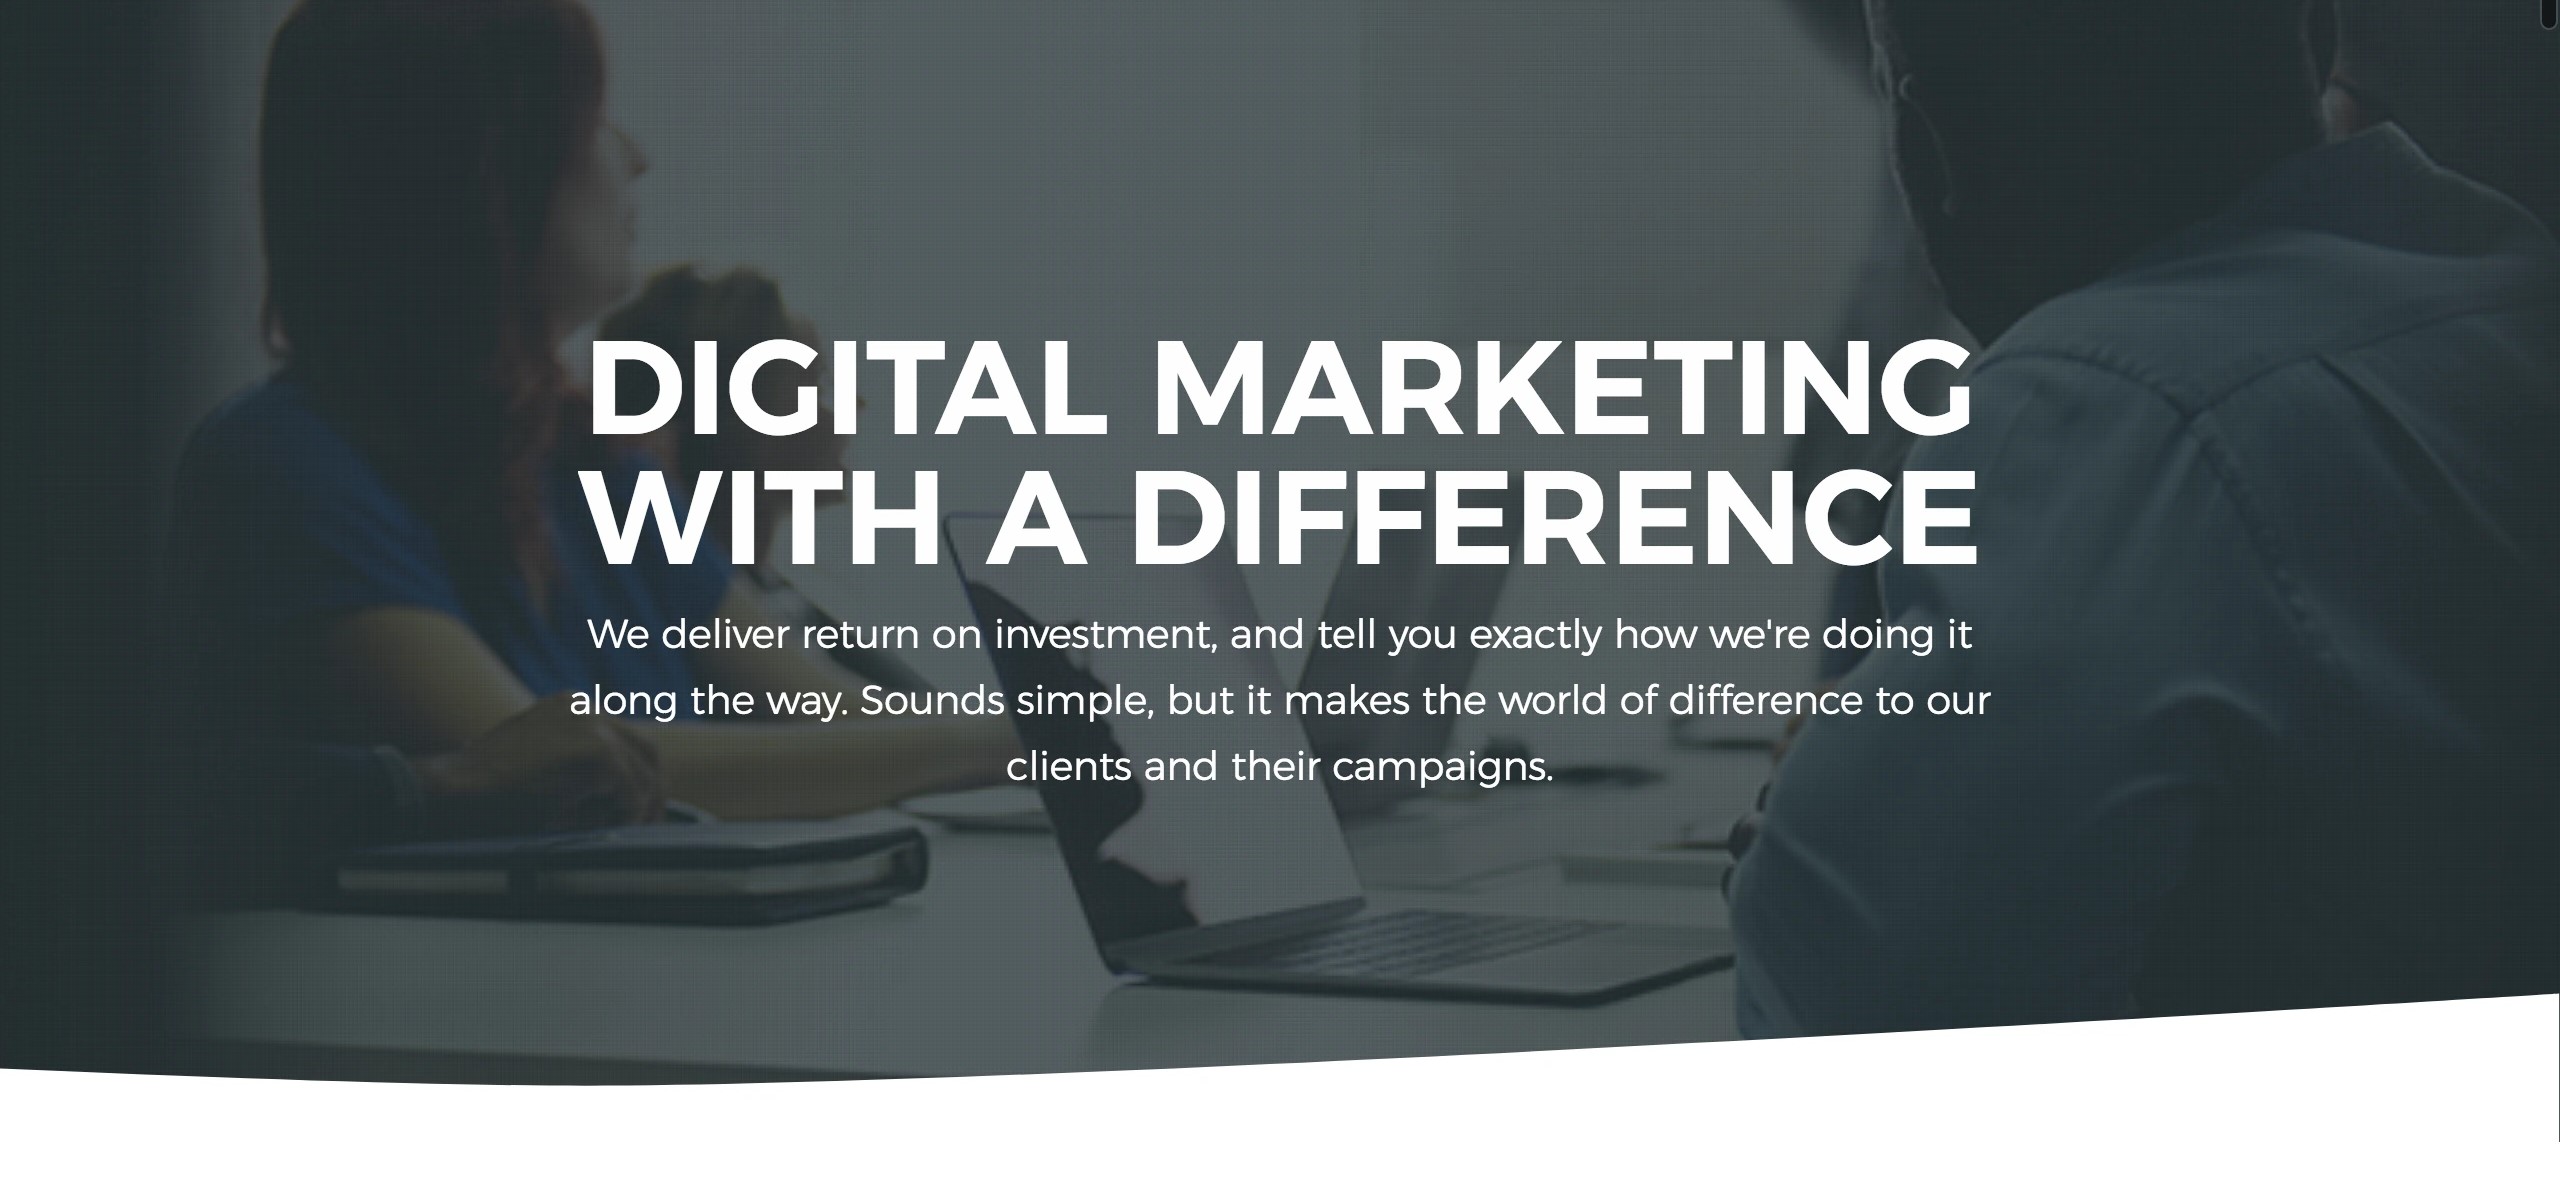 DIGITAL MARKETING
WITH A DIFFERENCE
We deliver return on investment, and tell you exactly how we're doing it
along the way. Sounds simple, but it makes the world of difference to our
clients and their campaigns.